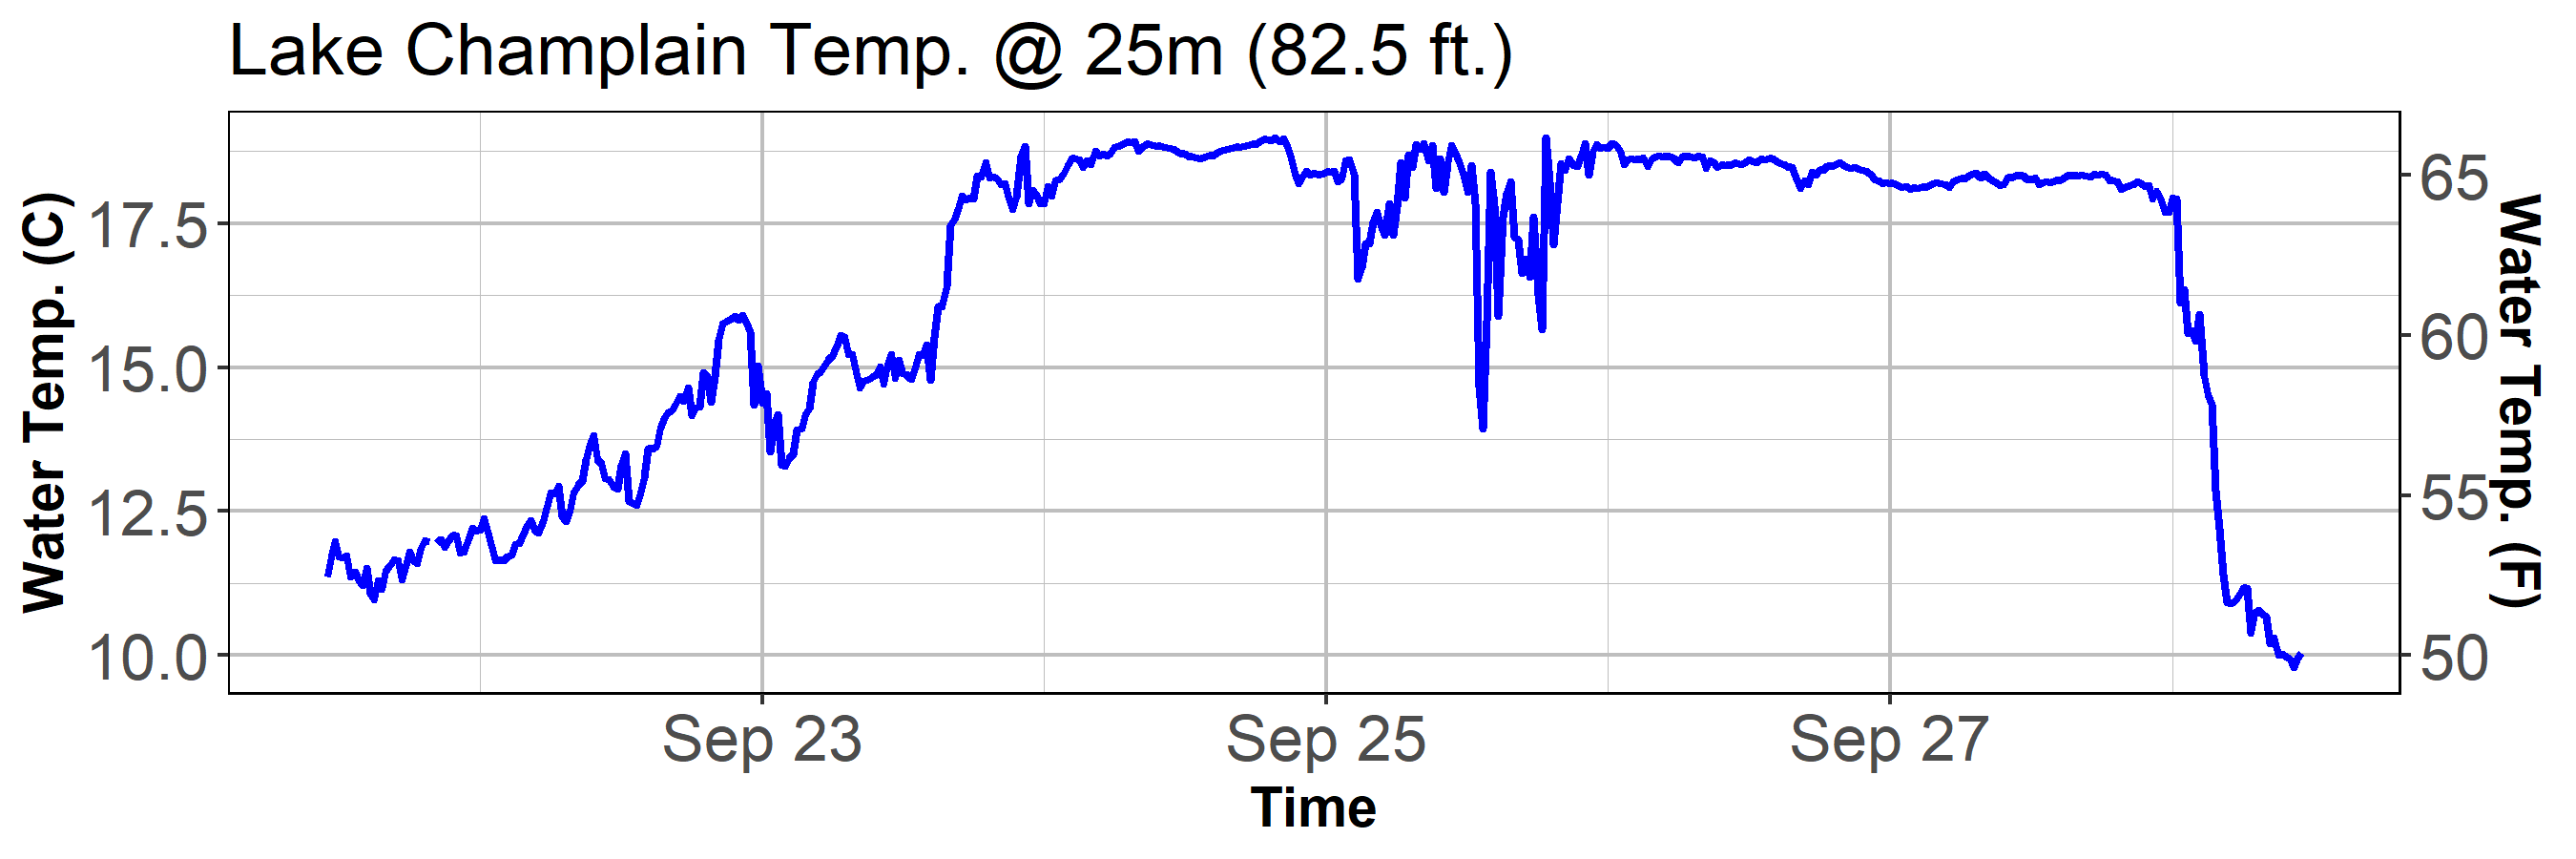 Lake Champlain Temp. @ 25m (82.5 ft.)
Water Temp. (C)
17.5
15.0
12.5
10.0
65
60
55
50
Water Temp. (F)
Sep 23
Sep 25
Sep 27
Time